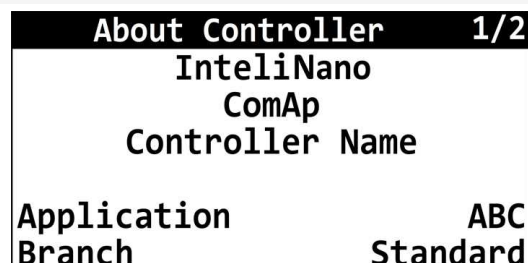 About Controller 1/2
InteliNano
ComAp
Controller Name
Application ABC
Branch Standard